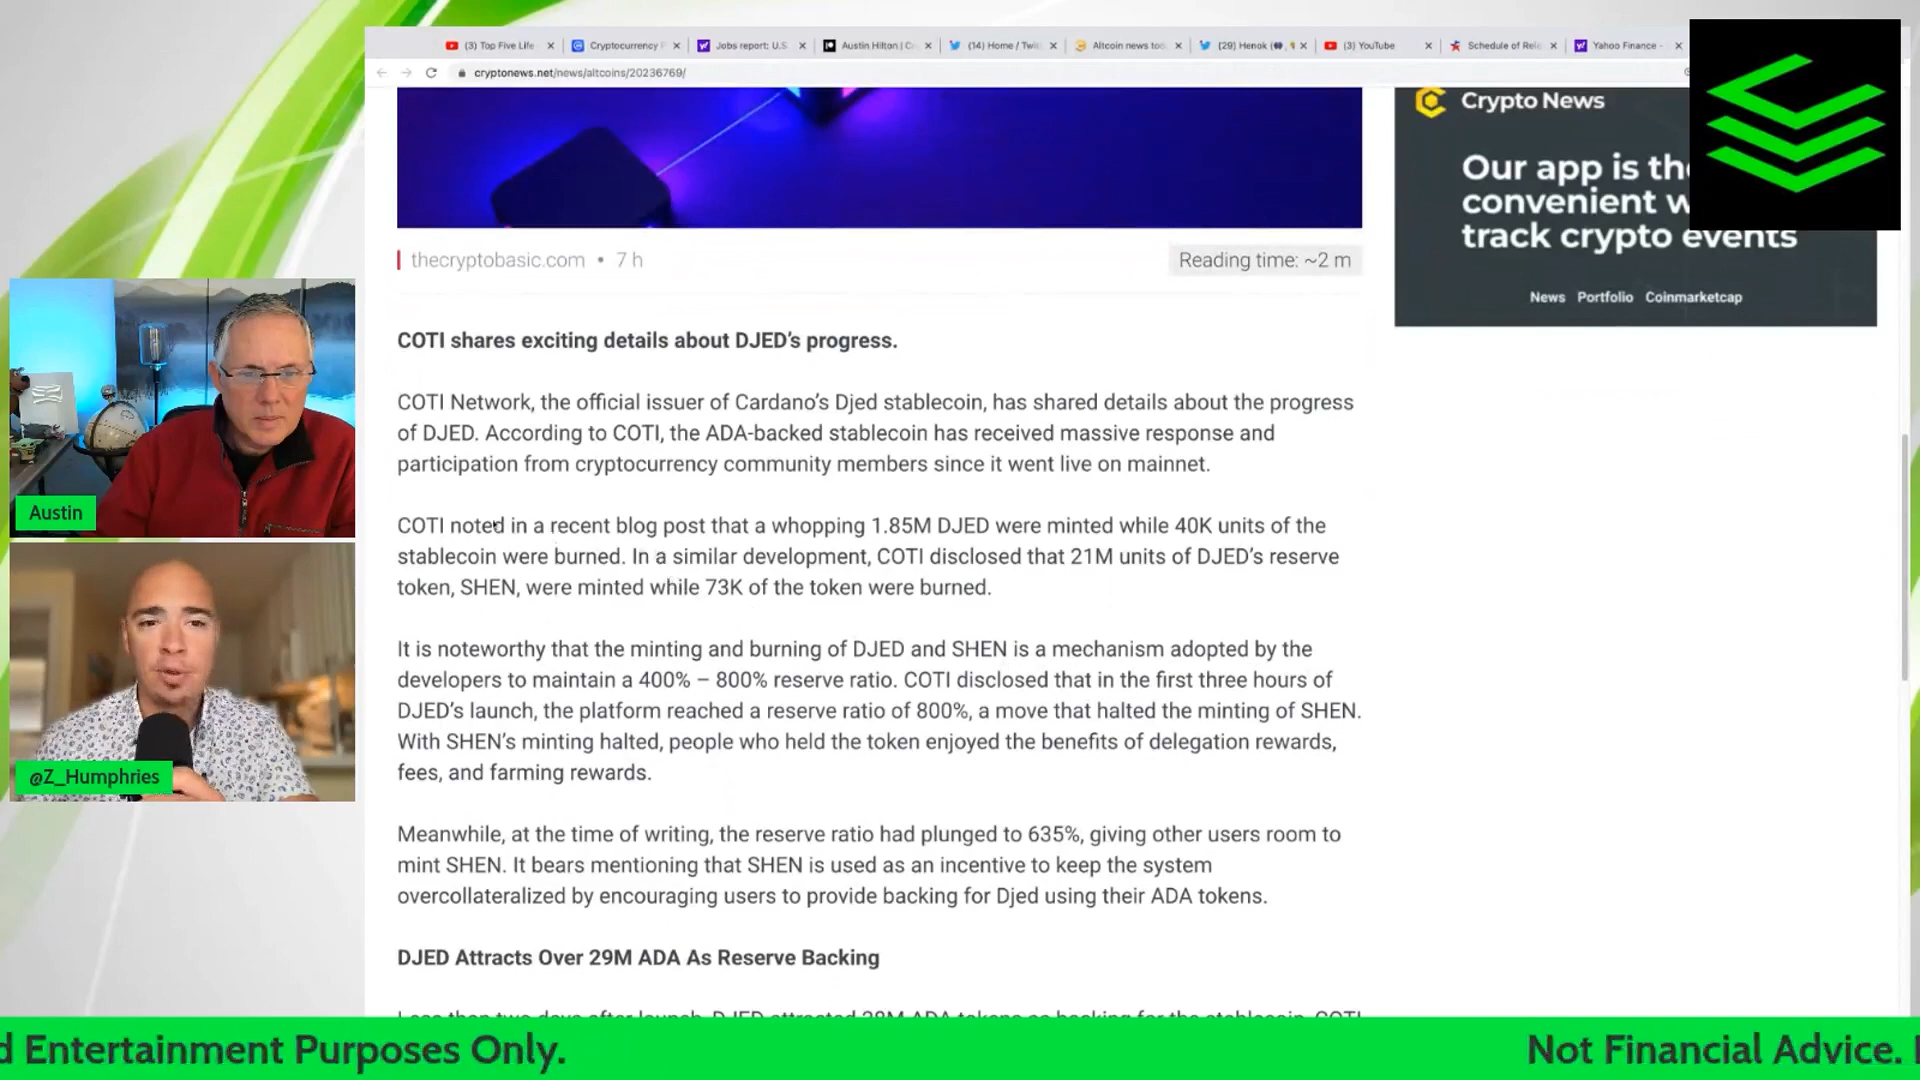 (3) Top Five Life
Cryptocurrency F
Jobs report: U.S
Austin Hilton | Cr
(14) Home / Twit
Altcoin news tod
(29) Henok
(3) YouTube
Schedule of Rele
Yahoo Finance -
cryptonews.net/news/altcoins/20236769/
Crypto News
Our app is the
convenient w
track crypto events
News Portfolio Coinmarketcap
thecryptobasic.com • 7 h
Reading time: ~2 m
COTI shares exciting details about DJED’s progress.
COTI Network, the official issuer of Cardano’s Djed stablecoin, has shared details about the progress
of DJED. According to COTI, the ADA-backed stablecoin has received massive response and
participation from cryptocurrency community members since it went live on mainnet.
COTI noted in a recent blog post that a whopping 1.85M DJED were minted while 40K units of the
stablecoin were burned. In a similar development, COTI disclosed that 21M units of DJED’s reserve
token, SHEN, were minted while 73K of the token were burned.
It is noteworthy that the minting and burning of DJED and SHEN is a mechanism adopted by the
developers to maintain a 400% – 800% reserve ratio. COTI disclosed that in the first three hours of
DJED’s launch, the platform reached a reserve ratio of 800%, a move that halted the minting of SHEN.
With SHEN’s minting halted, people who held the token enjoyed the benefits of delegation rewards,
fees, and farming rewards.
Meanwhile, at the time of writing, the reserve ratio had plunged to 635%, giving other users room to
mint SHEN. It bears mentioning that SHEN is used as an incentive to keep the system
overcollateralized by encouraging users to provide backing for Djed using their ADA tokens.
DJED Attracts Over 29M ADA As Reserve Backing
Austin
@Z_Humphries
d Entertainment Purposes Only.
Not Financial Advice.